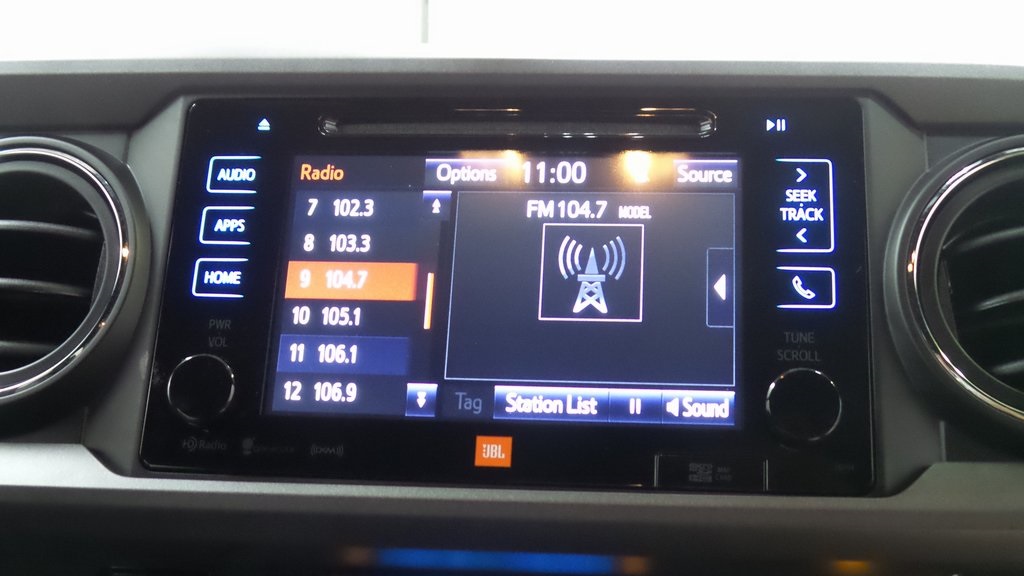 AUDIO
APPS
HOME
PWR
VOL
Radio
Options
11:00
Source
7 102.3
8 103.3
9 104.7
10 105.1
11 106.1
12 106.9
FM 104.7 MODEL
Tag
Station List
Sound
SEEK
TRACK
TUNE
SCROLL
HD Radio
JBL